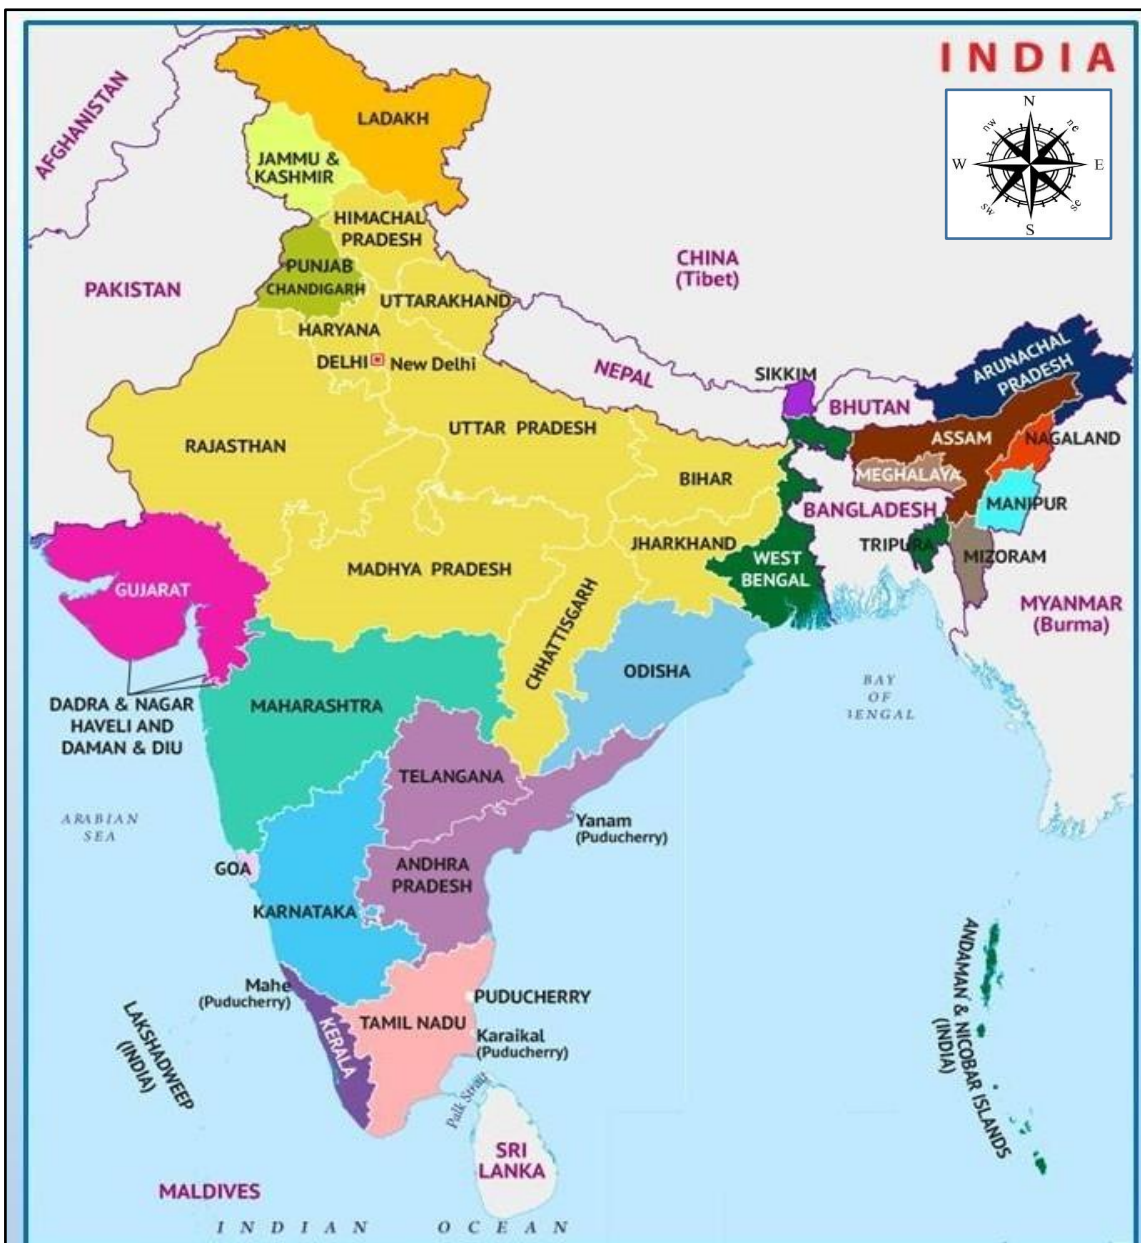 INDIA
N
nw
ne
W
E
sw
se
S
AFGHANISTAN
LADAKH
JAMMU &
KASHMIR
HIMACHAL
PRADESH
PUNJAB
CHANDIGARH
PAKISTAN
CHINA
(Tibet)
UTTARAKHAND
HARYANA
DELHI
New Delhi
NEPAL
SIKKIM
BHUTAN
ARUNACHAL
PRADESH
RAJASTHAN
UTTAR PRADESH
BIHAR
ASSAM
NAGALAND
MEGHALAYA
BANGLADESH
MANIPUR
TRIPURA
MIZORAM
JHARKHAND
WEST
BENGAL
MADHYA PRADESH
GUJARAT
CHHATTISGARH
MYANMAR
(Burma)
ODISHA
BAY
OF
BENGAL
DADRA & NAGAR
HAVELI AND
DAMAN & DIU
MAHARASHTRA
TELANGANA
ARABIAN
SEA
Yanam
(Puducherry)
GOA
ANDHRA
PRADESH
KARNATAKA
ANDAMAN & NICOBAR ISLANDS
(INDIA)
Mahe
(Puducherry)
PUDUCHERRY
TAMIL NADU
KERALA
Karaikal
(Puducherry)
LAKSHADWEEP
(INDIA)
Palk Strait
SRI
LANKA
MALDIVES
INDIAN OCEAN